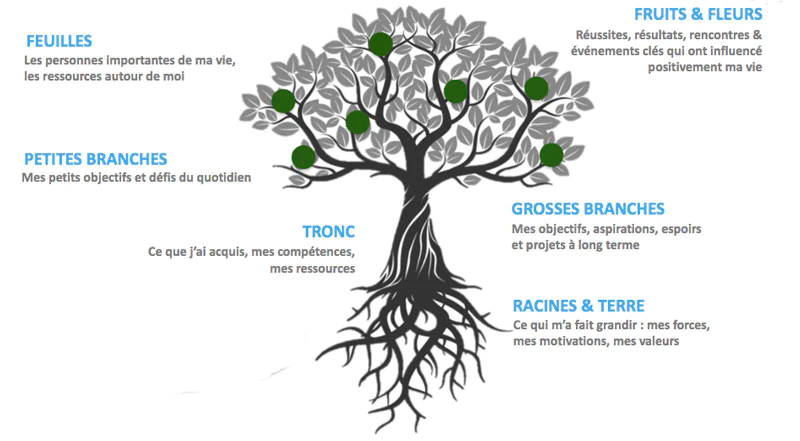 FEUILLES
Les personnes importantes de ma vie,
les ressources autour de moi
FRUITS & FLEURS
Réussites, résultats, rencontres &
événements clés qui ont influencé
positivement ma vie
PETITES BRANCHES
Mes petits objectifs et défis du quotidien
GROSSES BRANCHES
Mes objectifs, aspirations, espoirs
et projets à long terme
TRONC
Ce que j’ai acquis, mes compétences,
mes ressources
RACINES & TERRE
Ce qui m’a fait grandir : mes forces,
mes motivations, mes valeurs